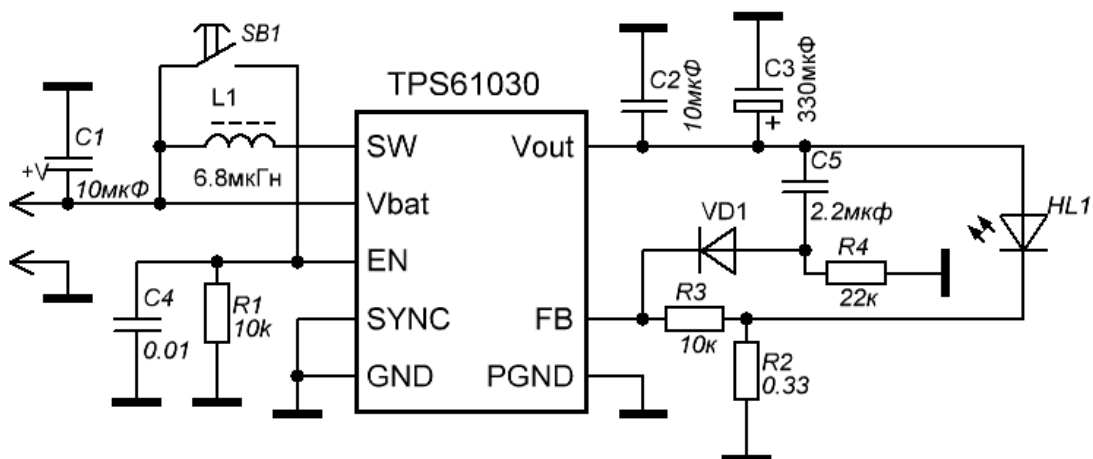 SB1
TPS61030
L1
6.8мкГн
C1
10мкФ
+V
C2
10мкФ
C3
330мкФ
+
SW
Vout
Vbat
EN
SYNC
FB
GND
PGND
C5
2.2мкф
VD1
R4
22к
HL1
C4
0.01
R1
10k
R3
10к
R2
0.33